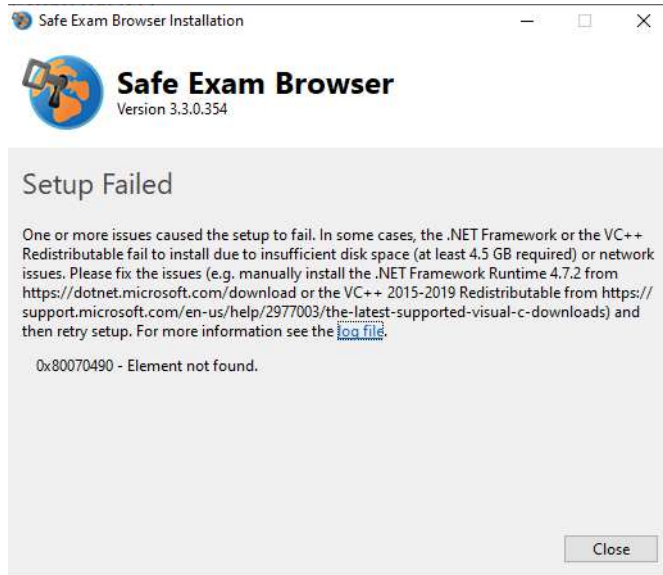 Safe Exam Browser Installation
Safe Exam Browser
Version 3.3.0.354
Setup Failed
One or more issues caused the setup to fail. In some cases, the .NET Framework or the VC++
Redistributable fail to install due to insufficient disk space (at least 4.5 GB required) or network
issues. Please fix the issues (e.g. manually install the .NET Framework Runtime 4.7.2 from
https://dotnet.microsoft.com/download or the VC++ 2015-2019 Redistributable from https://
support.microsoft.com/en-us/help/2977003/the-latest-supported-visual-c-downloads) and
then retry setup. For more information see the log file.
0x80070490 - Element not found.
Close